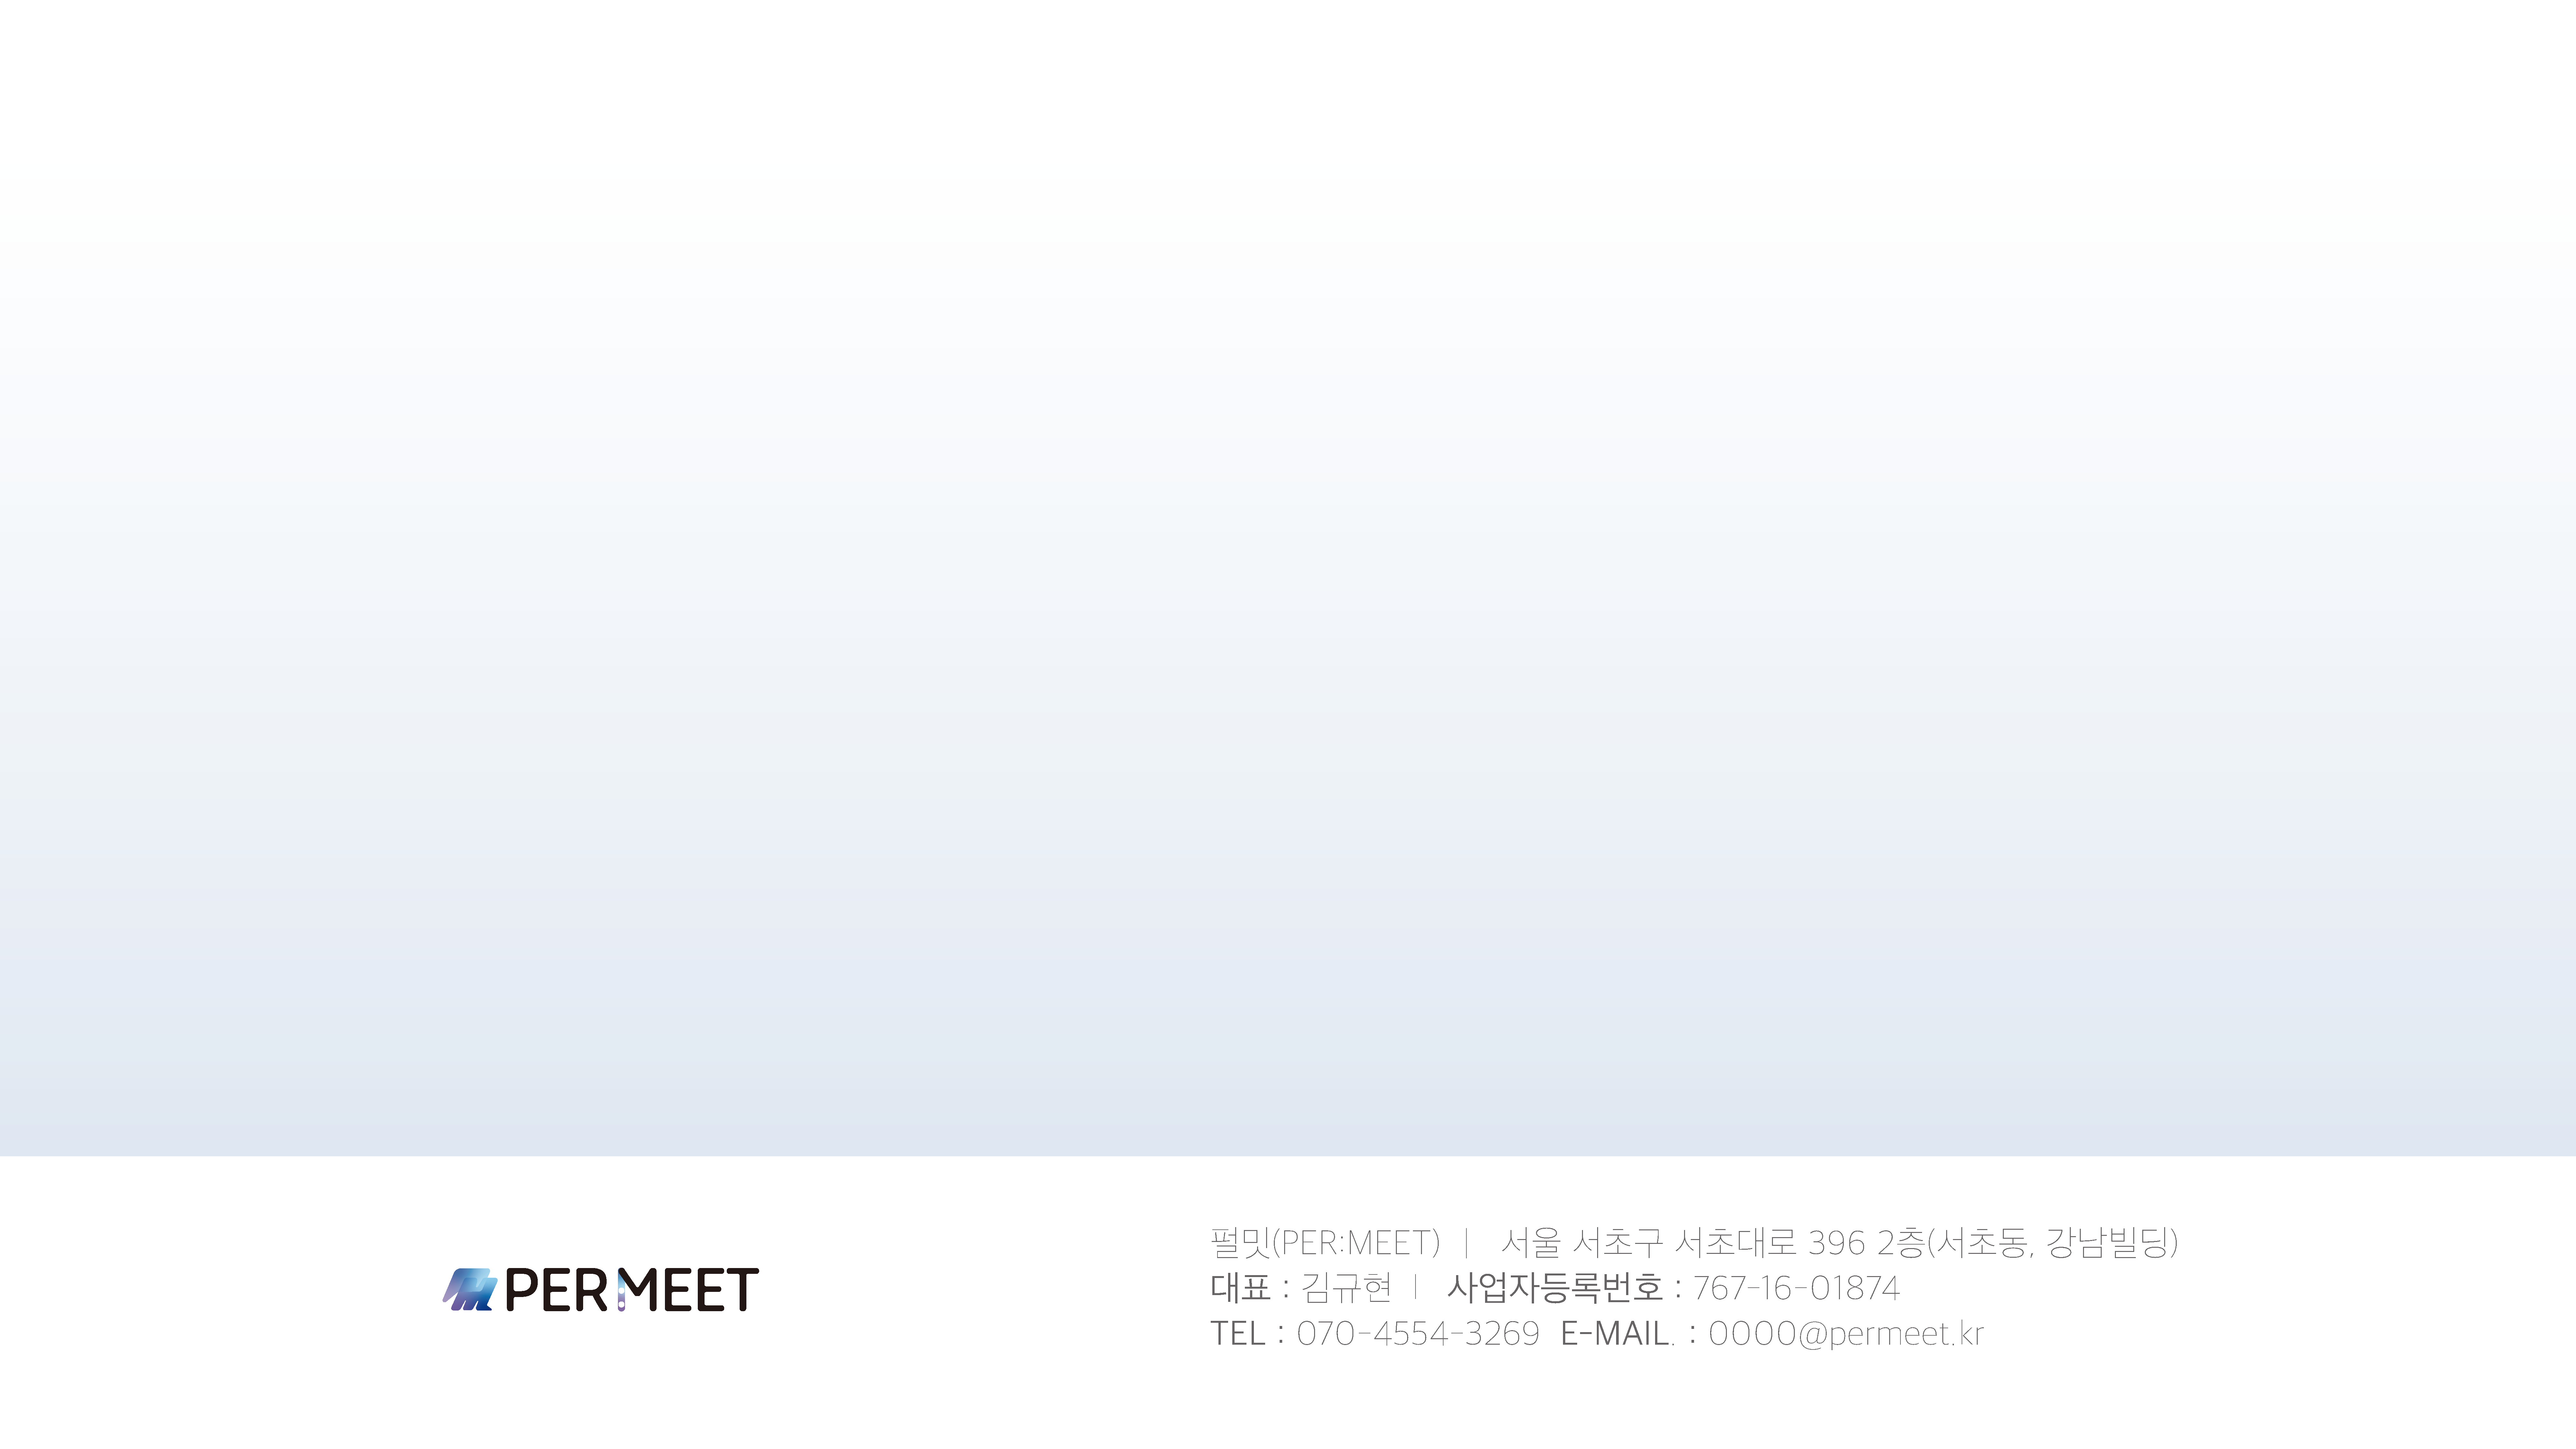 PER:MEET
펄밋(PER:MEET) | 서울 서초구 서초대로 396 2층(서초동, 강남빌딩)
대표 : 김규현 | 사업자등록번호 : 767-16-01874
TEL : 070-4554-3269 E-MAIL. : 0000@permeet.kr